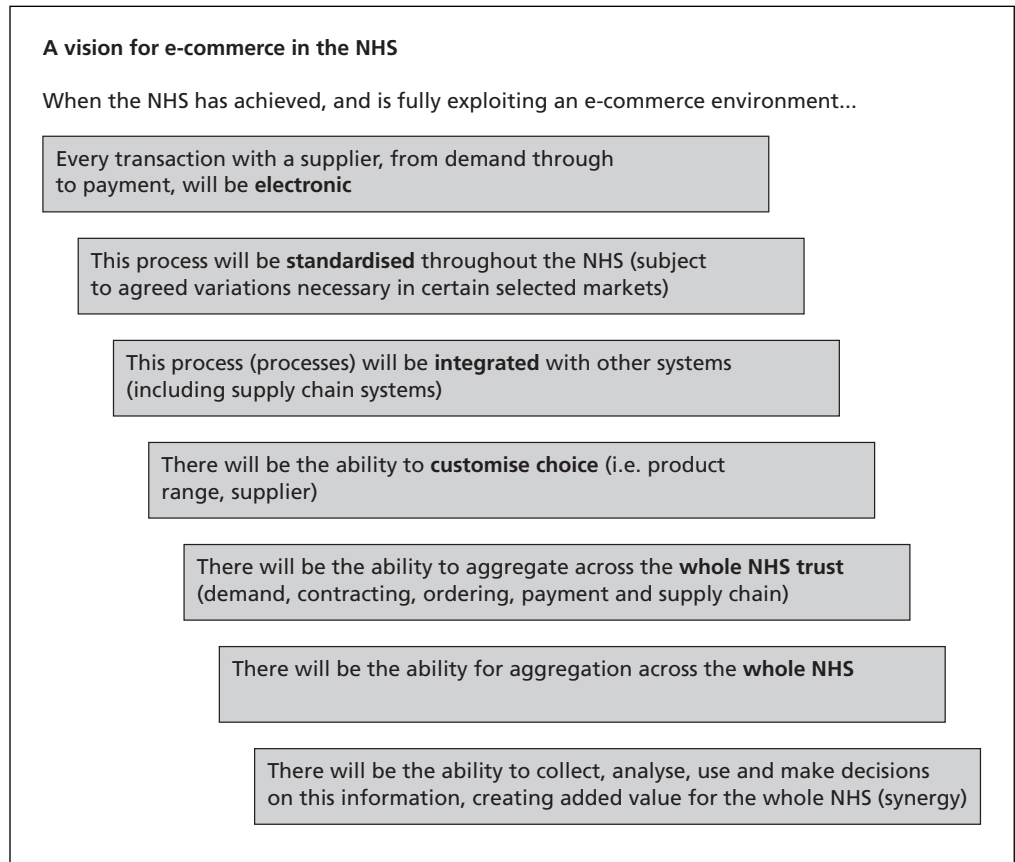 A vision for e-commerce in the NHS
When the NHS has achieved, and is fully exploiting an e-commerce environment...
Every transaction with a supplier, from demand through
to payment, will be electronic
This process will be standardised throughout the NHS (subject
to agreed variations necessary in certain selected markets)
This process (processes) will be integrated with other systems
(including supply chain systems)
There will be the ability to customise choice (i.e. product
range, supplier)
There will be the ability to aggregate across the whole NHS trust
(demand, contracting, ordering, payment and supply chain)
There will be the ability for aggregation across the whole NHS
There will be the ability to collect, analyse, use and make decisions
on this information, creating added value for the whole NHS (synergy)